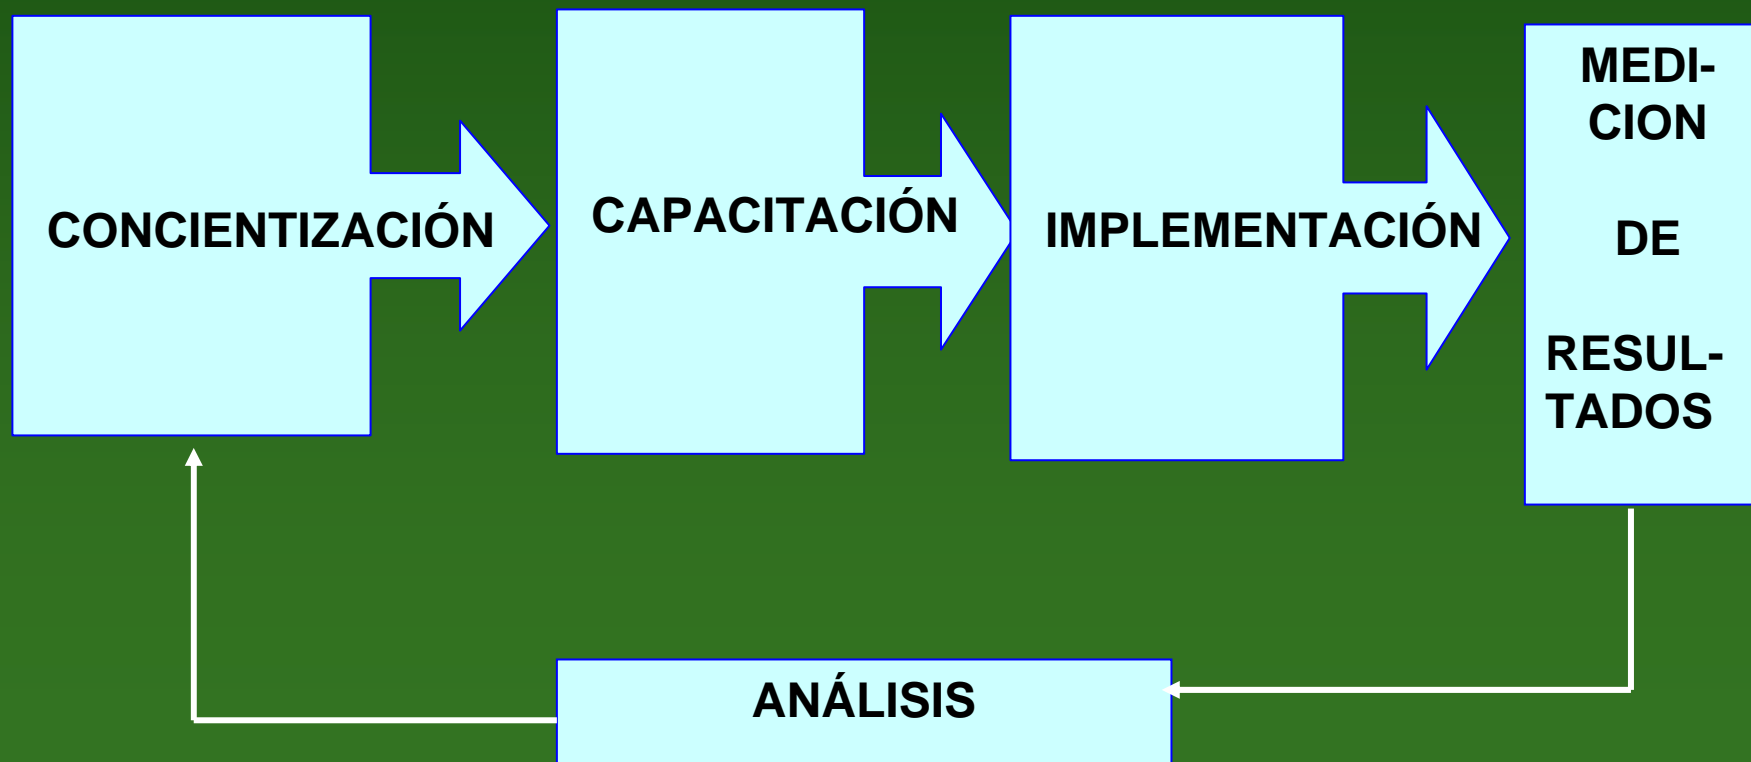 CONCIENTIZACIÓN
CAPACITACIÓN
IMPLEMENTACIÓN
MEDI-
CION
DE
RESUL-
TADOS
ANÁLISIS